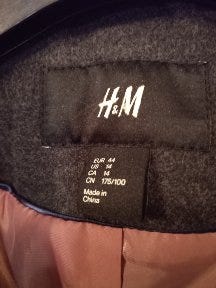 H&M
EUR 44
US 14
CA 14
CN 175/100
Made in
China